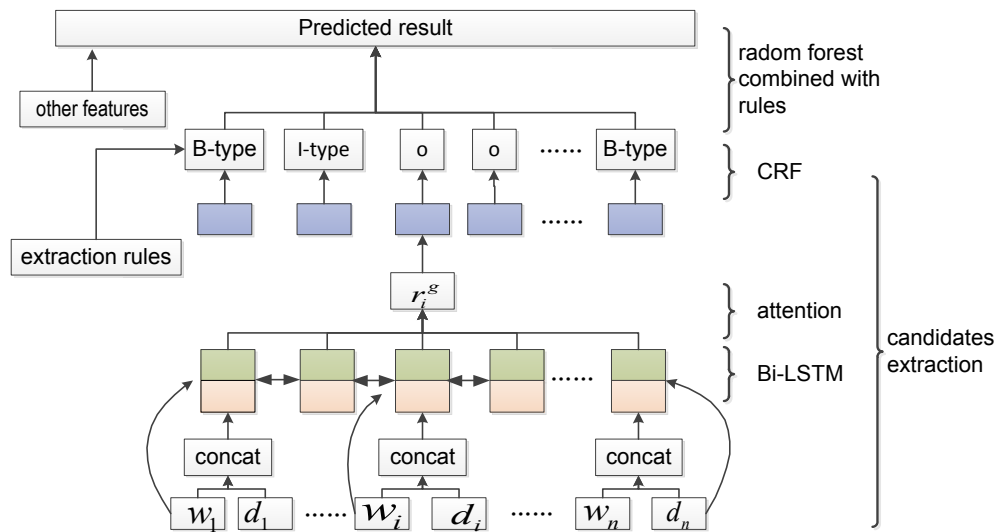 Predicted result
radom forest
combined with
rules
other features
B-type
I-type
o
o
......
B-type
CRF
......
extraction rules
r_i^g
attention
candidates
extraction
Bi-LSTM
......
concat
concat
concat
w_1
d_1
......
w_i
d_i
......
w_n
d_n